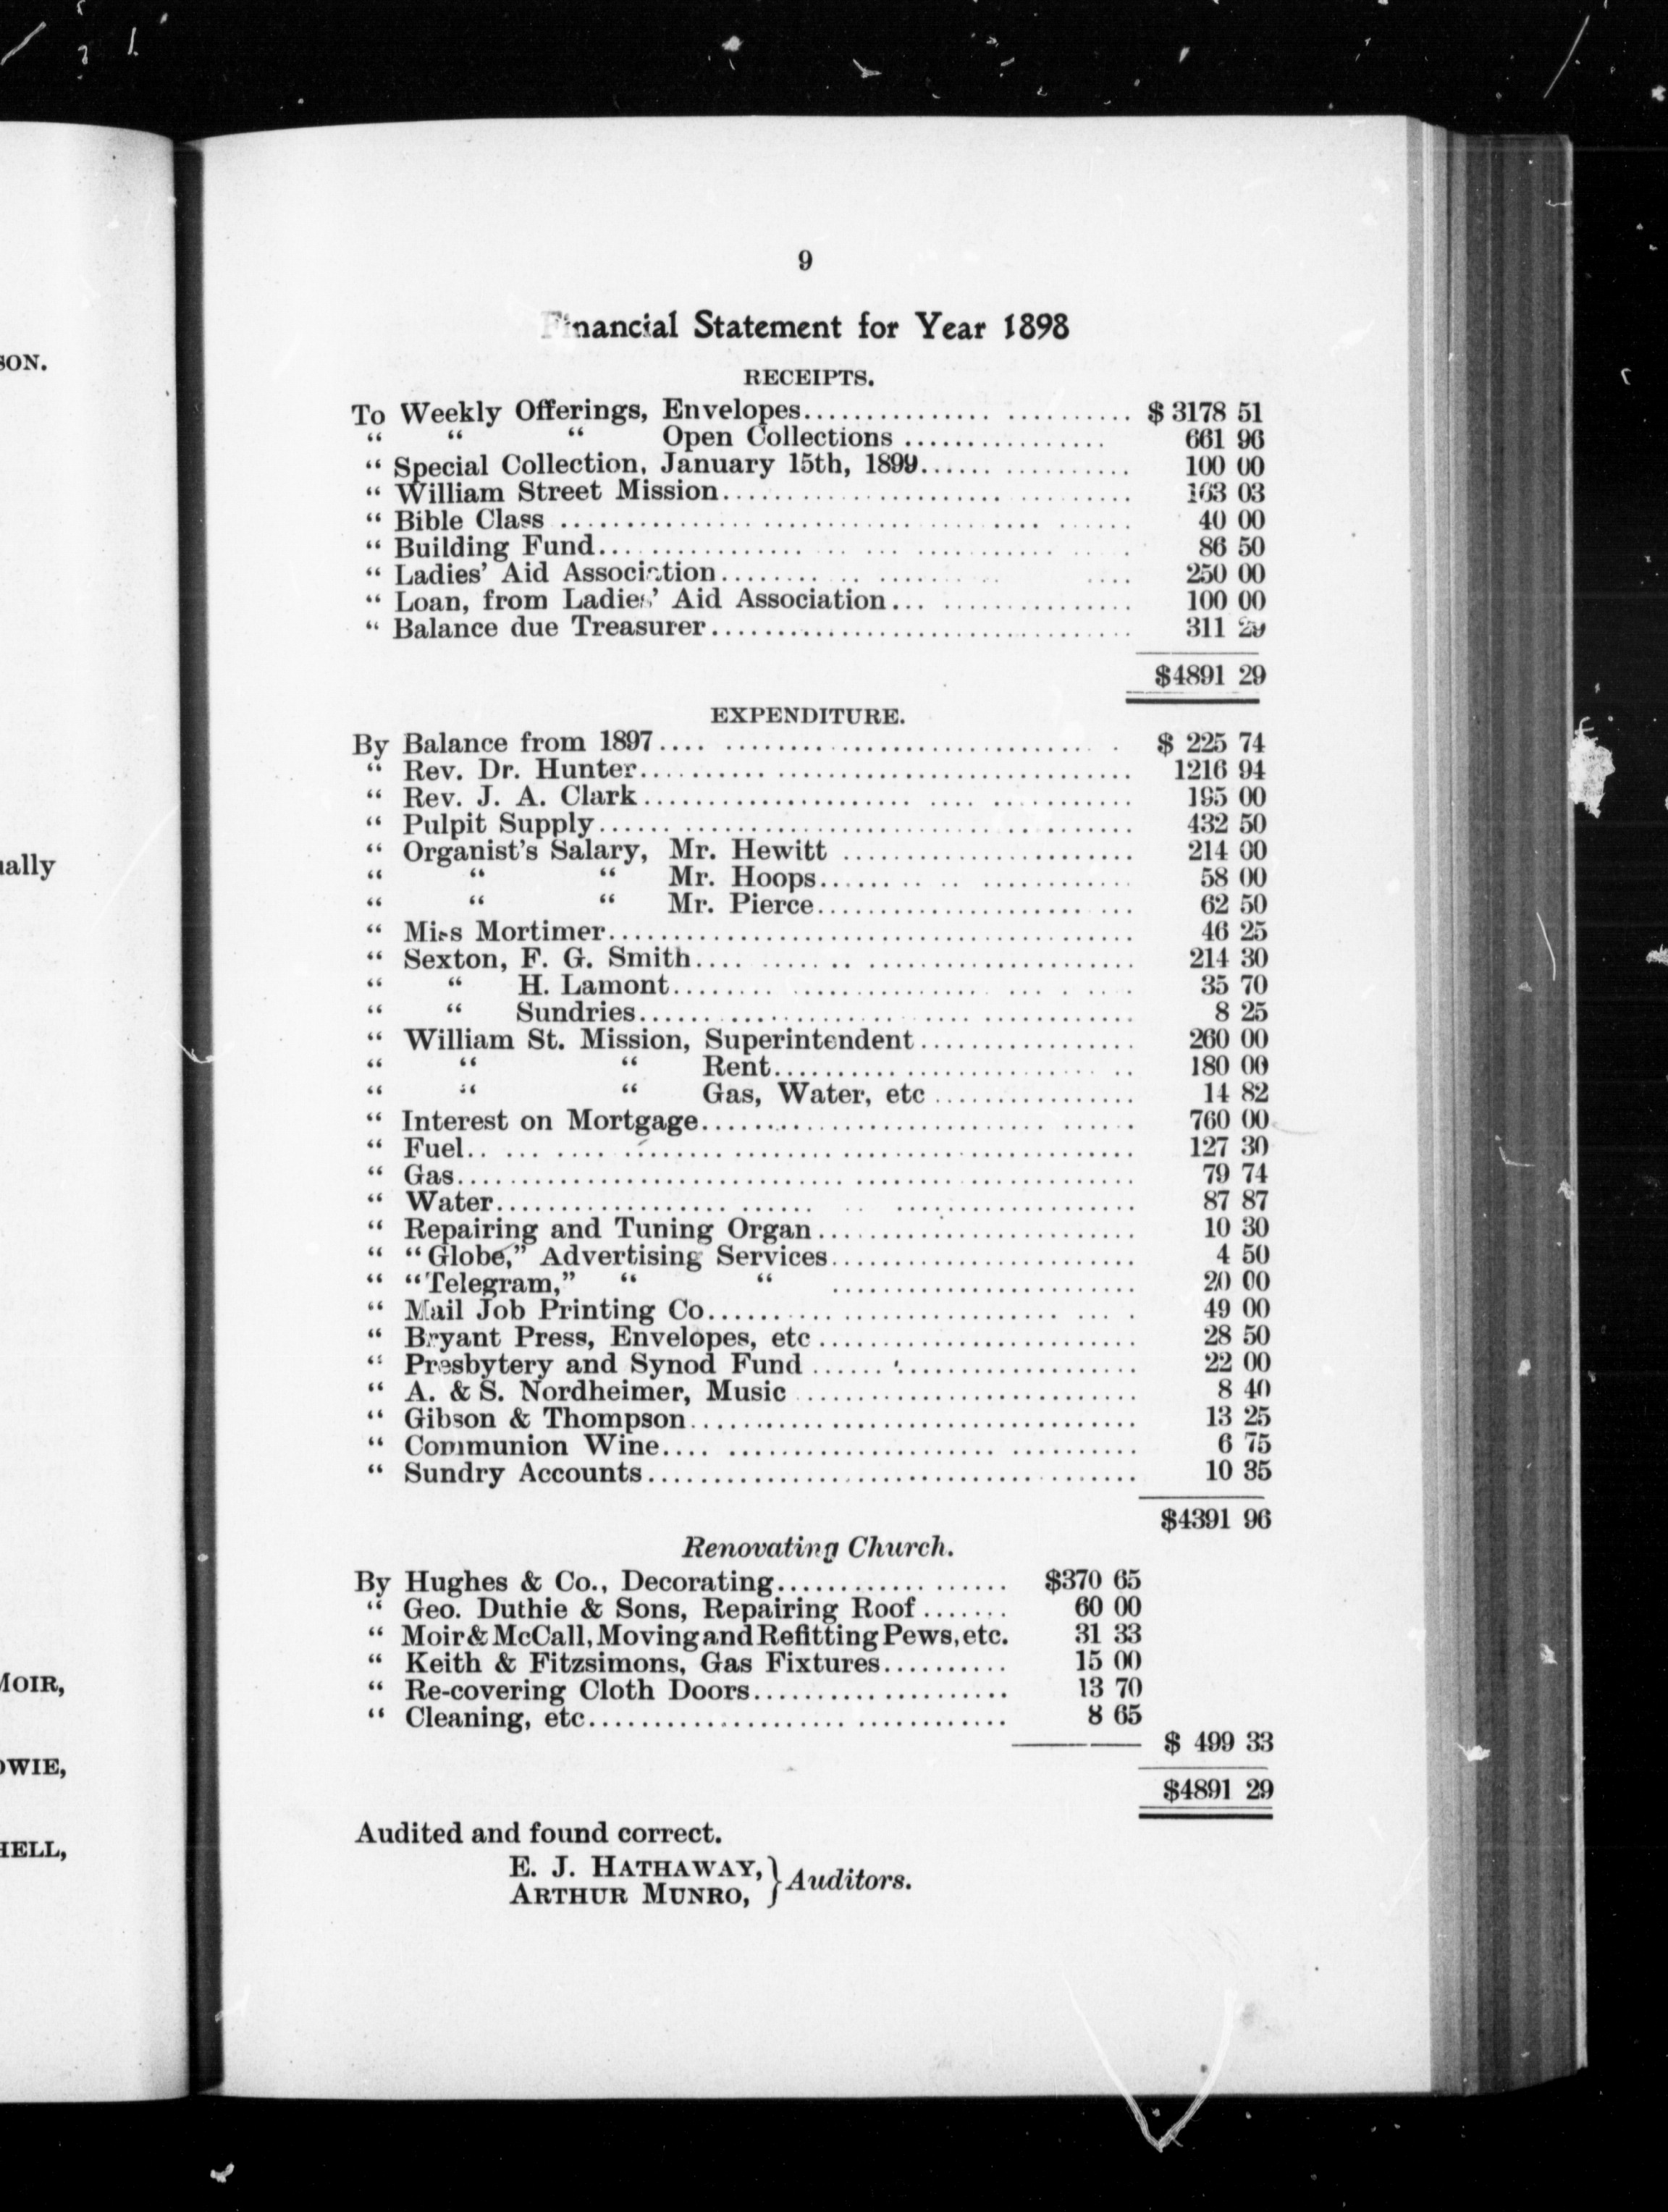 SON.
ually
MOIR,
OWIE,
HELL,
9
Financial Statement for Year 1898
RECEIPTS.
To Weekly Offerings, Envelopes.................. $ 3178 51
“ “ “ Open Collections .................. 661 96
“ Special Collection, January 15th, 1899.................. 100 00
“ William Street Mission.................. 163 03
“ Bible Class .................. 40 00
“ Building Fund.................. 86 50
“ Ladies’ Aid Association.................. 250 00
“ Loan, from Ladies’ Aid Association.................. 100 00
“ Balance due Treasurer.................. 311 29
$4891 29
EXPENDITURE.
By Balance from 1897.................. $ 225 74
“ Rev. Dr. Hunter.................. 1216 94
“ Rev. J. A. Clark.................. 195 00
“ Pulpit Supply.................. 432 50
“ Organist’s Salary, Mr. Hewitt .................. 214 00
“ “ “ Mr. Hoops.................. 58 00
“ “ “ Mr. Pierce.................. 62 50
“ Miss Mortimer.................. 46 25
“ Sexton, F. G. Smith.................. 214 30
“ “ H. Lamont.................. 35 70
“ “ Sundries.................. 8 25
“ William St. Mission, Superintendent.................. 260 00
“ “ “ Rent.................. 180 00
“ “ “ Gas, Water, etc .................. 14 82
“ Interest on Mortgage.................. 760 00
“ Fuel.................. 127 30
“ Gas.................. 79 74
“ Water.................. 87 87
“ Repairing and Tuning Organ.................. 10 30
“ “Globe,” Advertising Services.................. 4 50
“ “Telegram,” “ “ .................. 20 00
“ Mail Job Printing Co.................. 49 00
“ Bryant Press, Envelopes, etc .................. 28 50
“ Presbytery and Synod Fund .................. 22 00
“ A. & S. Nordheimer, Music .................. 8 40
“ Gibson & Thompson.................. 13 25
“ Communion Wine.................. 6 75
“ Sundry Accounts.................. 10 35
$4391 96
Renovating Church.
By Hughes & Co., Decorating.................. $370 65
“ Geo. Duthie & Sons, Repairing Roof ....... 60 00
“ Moir & McCall, Moving and Refitting Pews, etc. 31 33
“ Keith & Fitzsimons, Gas Fixtures.......... 15 00
“ Re-covering Cloth Doors.................. 13 70
“ Cleaning, etc.................. 8 65
$ 499 33
$4891 29
Audited and found correct.
E. J. HATHAWAY, } Auditors.
ARTHUR MUNRO,